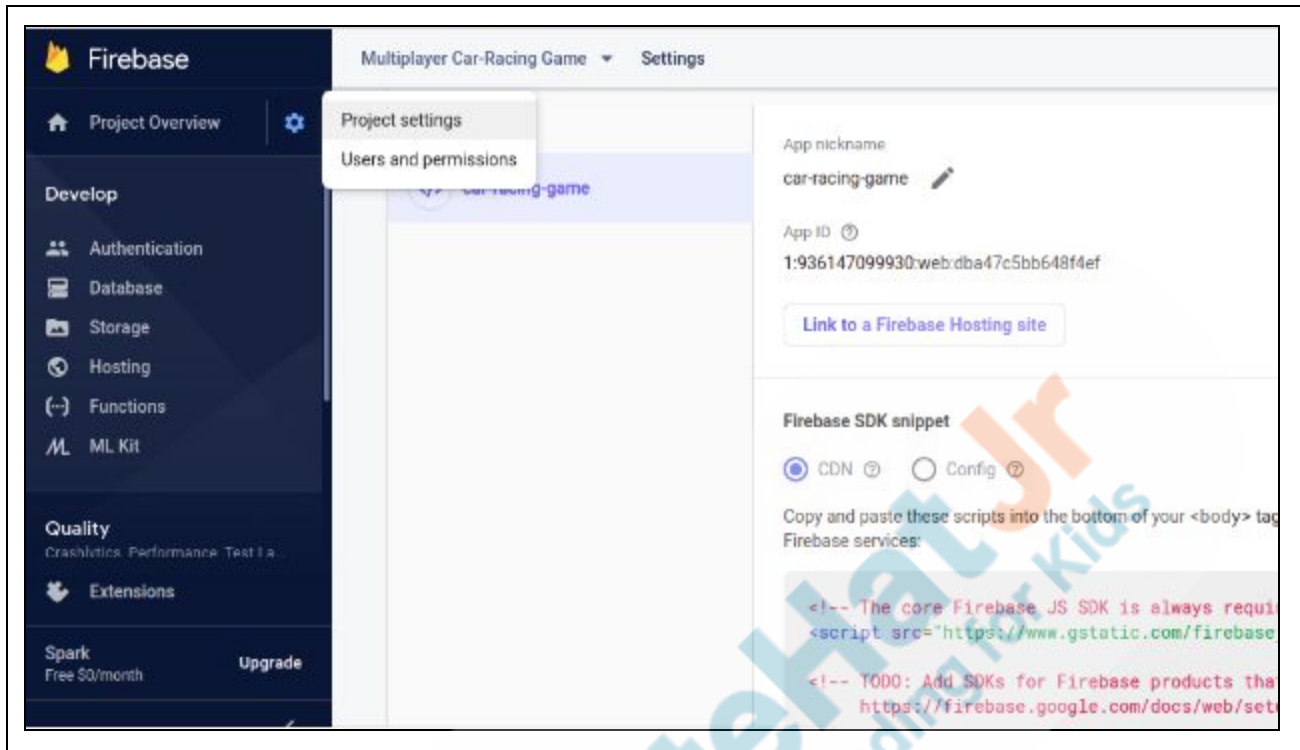 Firebase
Multiplayer Car-Racing Game Settings
Project Overview
Project settings
Users and permissions
Develop
Authentication
Database
Storage
Hosting
Functions
ML Kit
Quality
Crashlytics, Performance, Test La...
Extensions
Spark
Free $0/month
Upgrade
car-racing-game
App nickname
car-racing-game
App ID
1:936147099930:web:dba47c5bb648f4ef
Link to a Firebase Hosting site
Firebase SDK snippet
CDN Config
Copy and paste these scripts into the bottom of your <body> tag
Firebase services:
<!-- The core Firebase JS SDK is always requi
<script src="https://www.gstatic.com/firebase
<!-- TODO: Add SDKs for Firebase products tha
https://firebase.google.com/docs/web/set
teHat Jr
ding for Kids